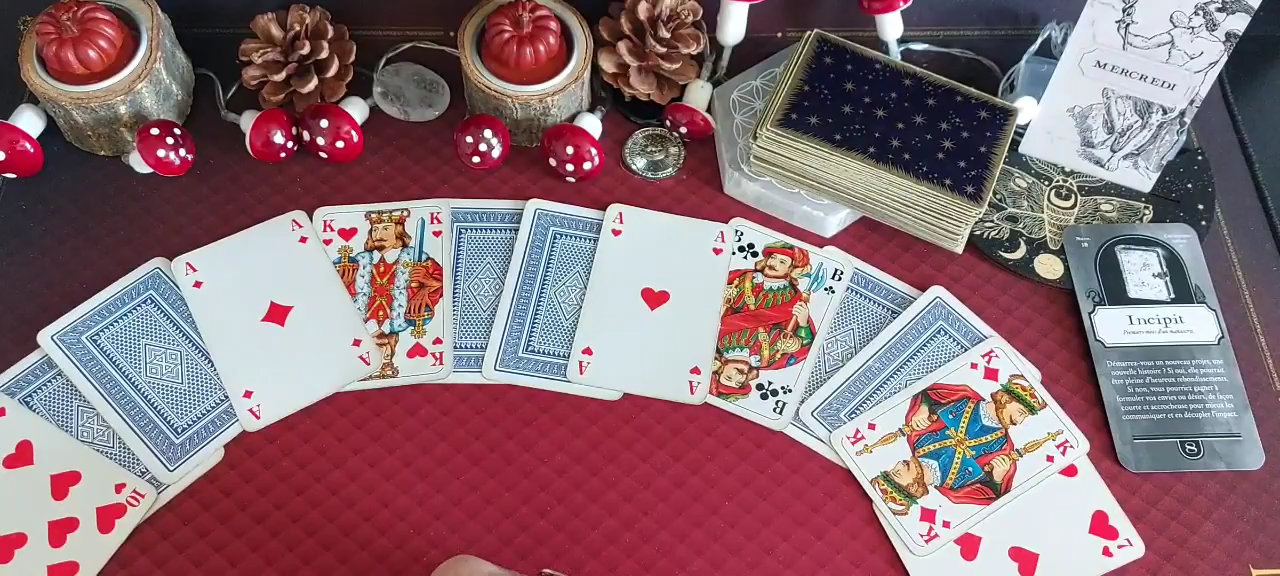 MERCREDI
Incipit
Premiers mots d'un manuscrit
Démarrez-vous un nouveau projet, une
nouvelle histoire ? Si oui, elle pourrait
être pleine d'heureux rebondissements.
Si non, vous pourriez gagner à
formuler vos envies ou désirs, de façon
courte et accrocheuse pour mieux les
communiquer et en décupler l'impact.
8
A
A
K
K
A
A
B
B
A
A
K
K
K
A
A
B
10
7